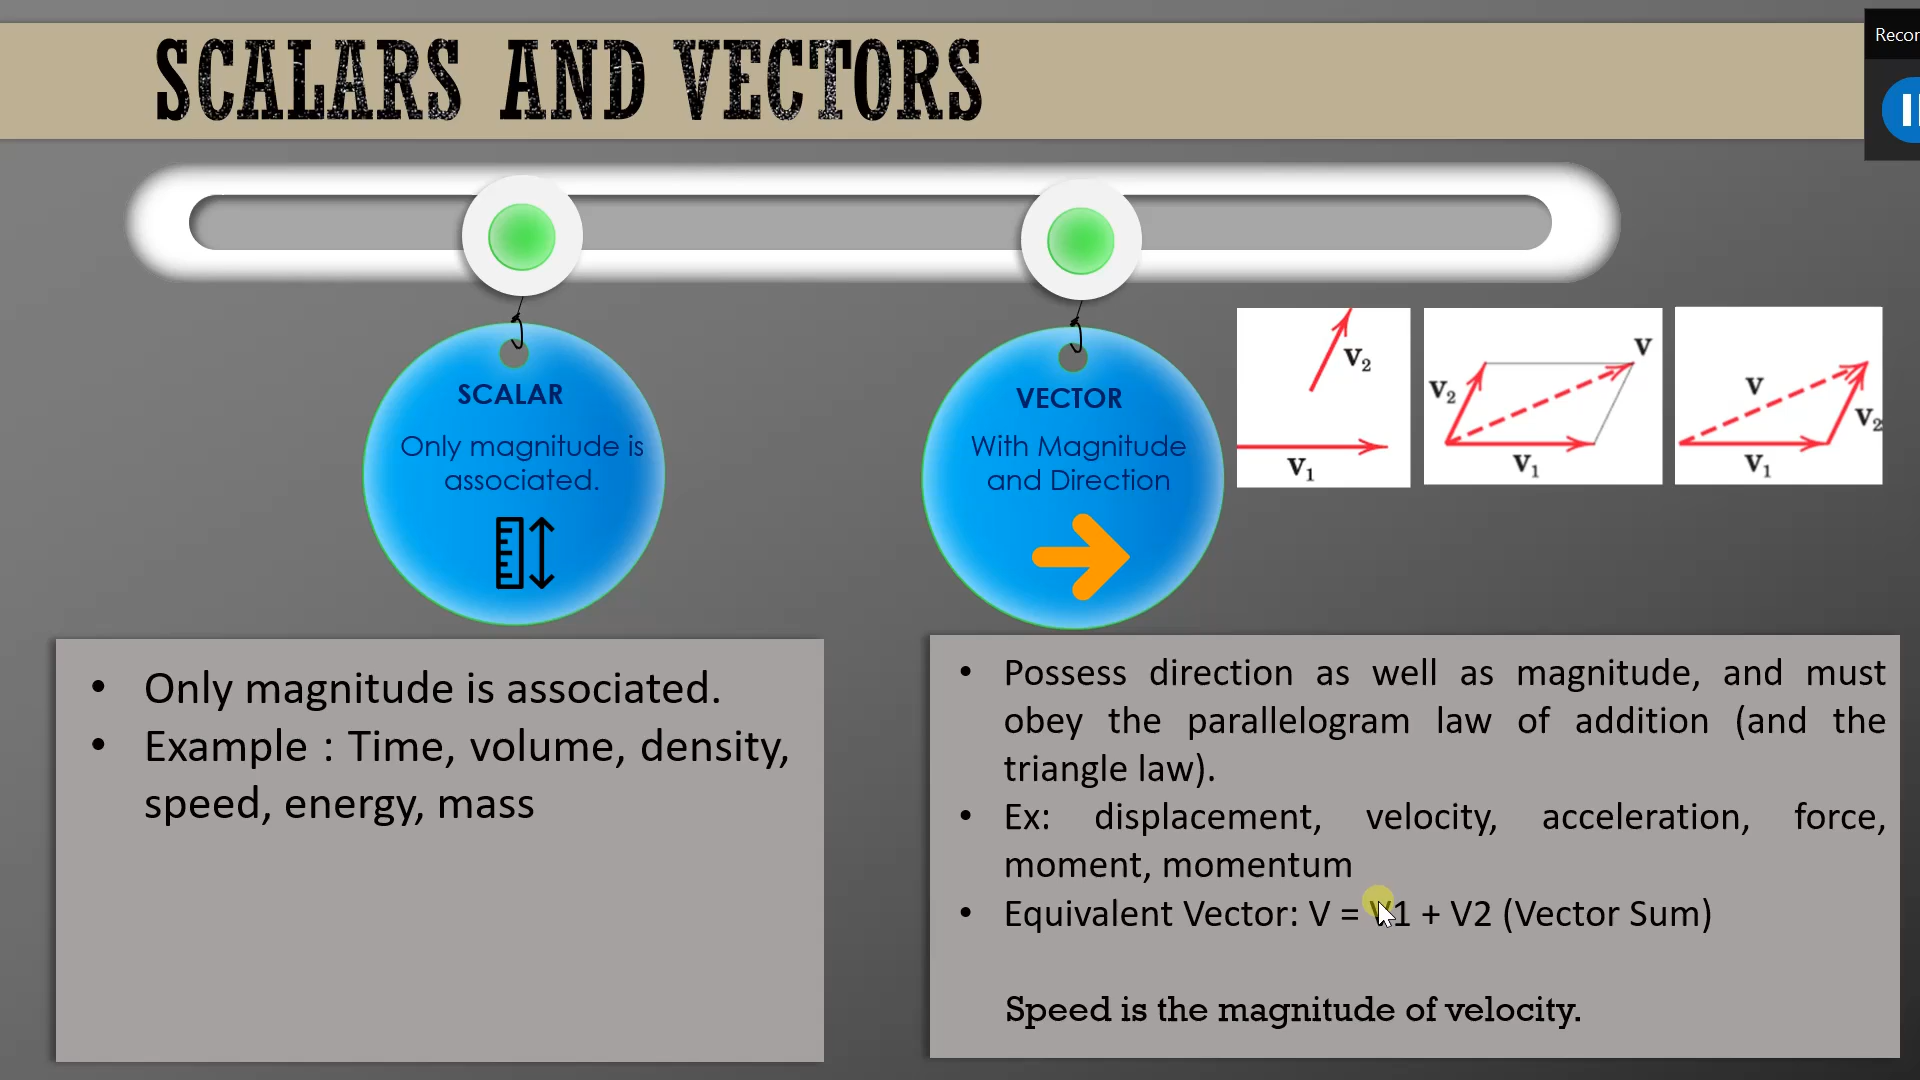 SCALARS AND VECTORS
Recor
SCALAR
Only magnitude is
associated.
VECTOR
With Magnitude
and Direction
V2
V1
V2
V
V1
V
V2
V1
• Only magnitude is associated.
• Example : Time, volume, density,
speed, energy, mass
• Possess direction as well as magnitude, and must
obey the parallelogram law of addition (and the
triangle law).
• Ex: displacement, velocity, acceleration, force,
moment, momentum
• Equivalent Vector: V = V1 + V2 (Vector Sum)
Speed is the magnitude of velocity.